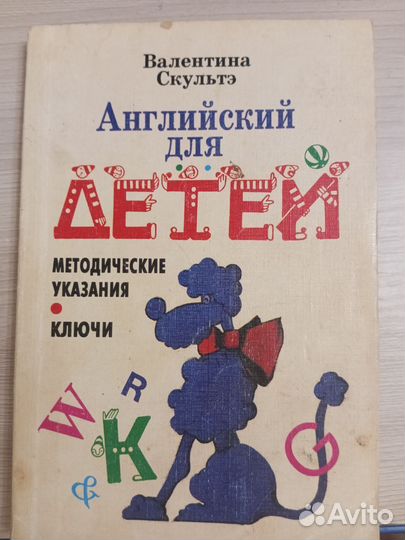 Валентина
Скультэ
Английский для
ДЕТЕЙ
МЕТОДИЧЕСКИЕ
УКАЗАНИЯ
• КЛЮЧИ
W R
K G
Avito